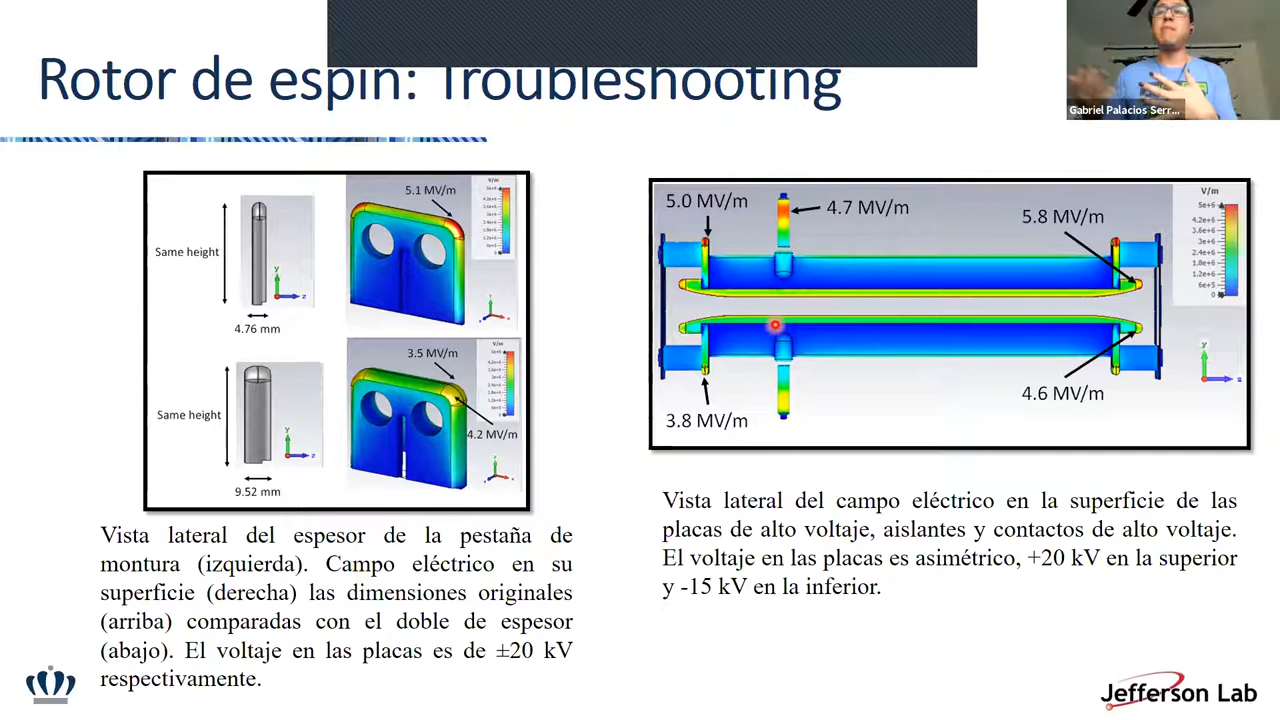 Rotor de espín: Troubleshooting
Gabriel Palacios Serr...
Same height
4.76 mm
y
z
5.1 MV/m
V/m
Same height
9.52 mm
y
z
3.5 MV/m
V/m
4.2 MV/m
5.0 MV/m
4.7 MV/m
5.8 MV/m
3.8 MV/m
4.6 MV/m
V/m
5e+6
4.2e+6
3.6e+6
3e+6
2.4e+6
1.8e+6
1.2e+6
6e+5
0
y
z
Vista lateral del espesor de la pestaña de
montura (izquierda). Campo eléctrico en su
superficie (derecha) las dimensiones originales
(arriba) comparadas con el doble de espesor
(abajo). El voltaje en las placas es de ±20 kV
respectivamente.
Vista lateral del campo eléctrico en la superficie de las
placas de alto voltaje, aislantes y contactos de alto voltaje.
El voltaje en las placas es asimétrico, +20 kV en la superior
y -15 kV en la inferior.
Jefferson Lab